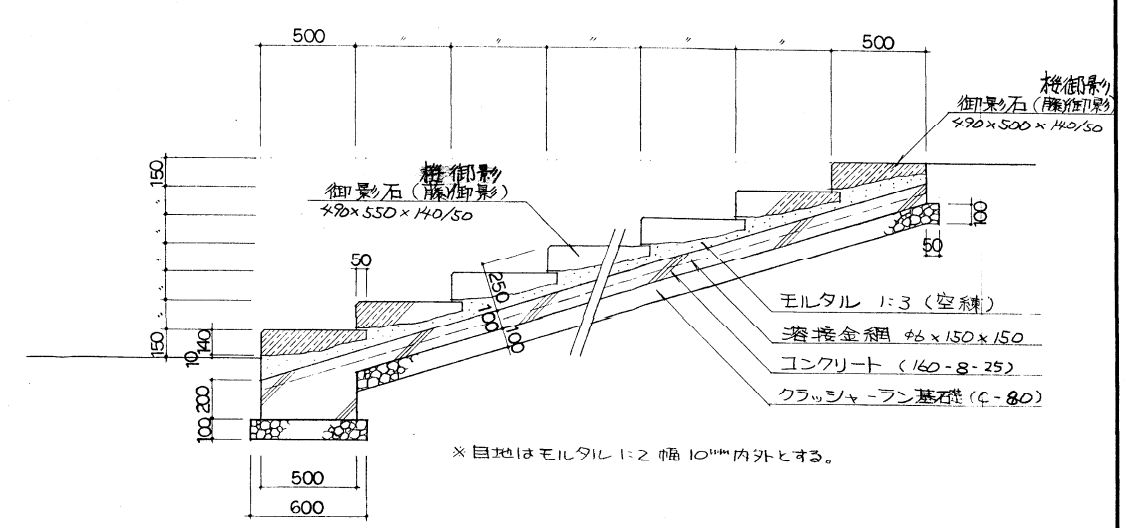 500
〃
〃
〃
〃
〃
500
御影
御影石(藤御影)
490×500×140/50
御影
御影石(藤御影)
490×550×140/50
150
150
140
10
200
100
50
250
100
100
100
50
モルタル 1:3 (空練)
溶接金網 φ6×150×150
コンクリート (160-8-25)
クラッシャーラン基礎(C-80)
※目地はモルタル1:2 幅10mm内外とする。
500
600